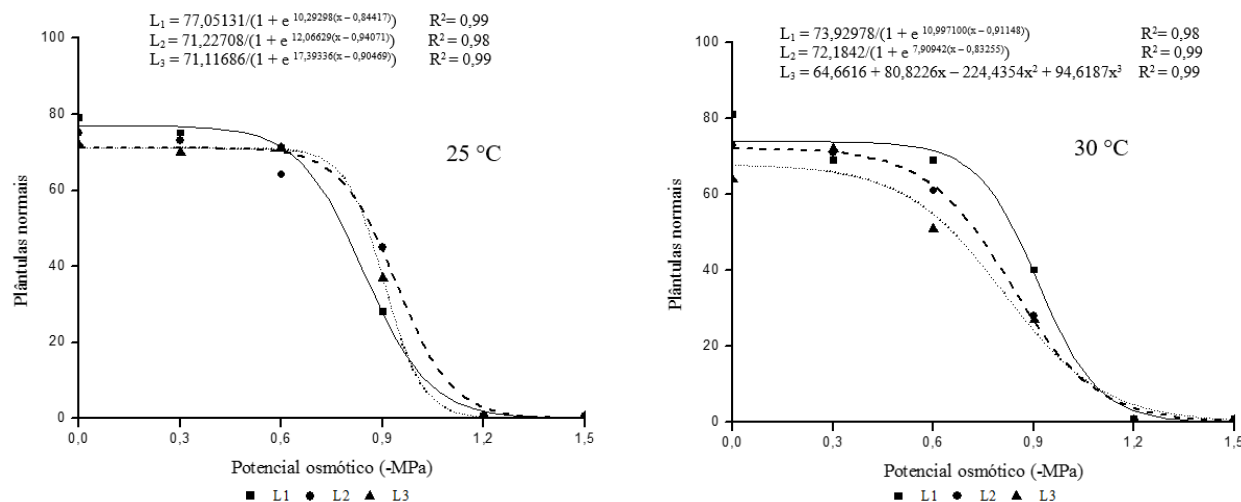 L₁ = 77,05131/(1 + e 10,29298(x – 0,84417)) R²= 0,99
L₂ = 71,22708/(1 + e 12,06629(x – 0,94071)) R² = 0,98
L₃ = 71,11686/(1 + e 17,39336(x – 0,90469)) R² = 0,99
100
80
60
40
20
0
Plântulas normais
25 °C
0,0 0,3 0,6 0,9 1,2 1,5
Potencial osmótico (-MPa)
L1 L2 L3
L₁ = 73,92978/(1 + e 10,997100(x – 0,91148)) R² = 0,98
L₂ = 72,1842/(1 + e 7,90942(x – 0,83255)) R² = 0,99
L₃ = 64,6616 + 80,8226x – 224,4354x² + 94,6187x³ R² = 0,99
100
80
60
40
20
0
Plântulas normais
30 °C
0,0 0,3 0,6 0,9 1,2 1,5
Potencial osmótico (-MPa)
L1 L2 L3